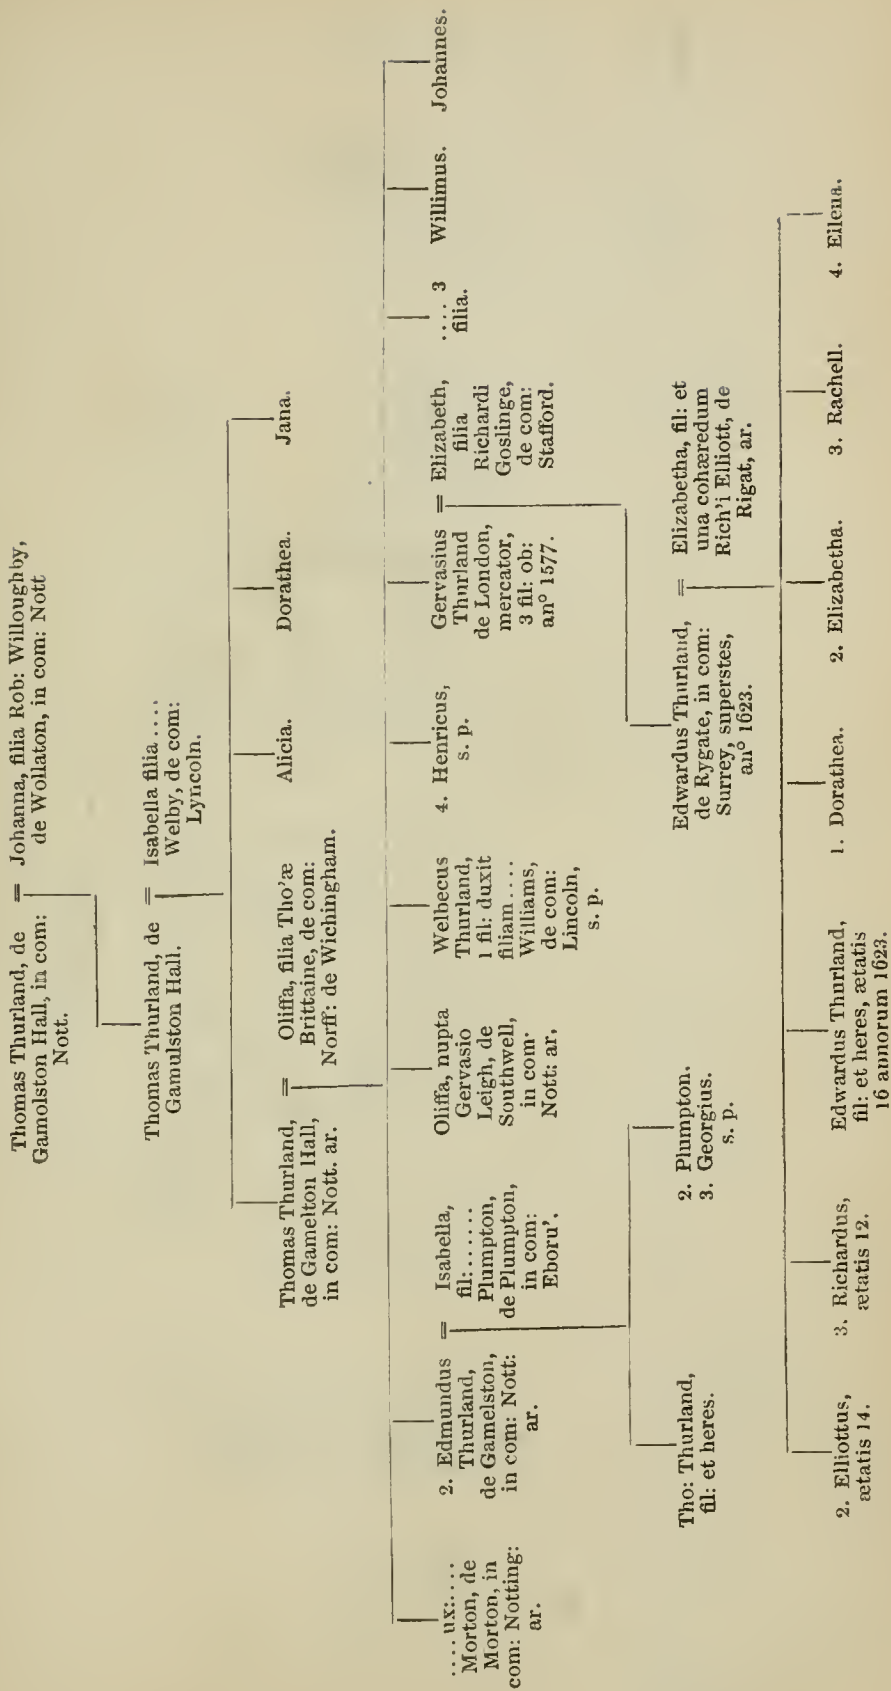 Thomas Thurland, de
Gamolston Hall, in com:
Nott.
=
Johanna, filia Rob: Willoughby,
de Wollaton, in com: Nott
Thomas Thurland, de
Gamulston Hall.
=
Isabella filia ....
Welby, de com:
Lyncoln.
Thomas Thurland,
de Gamelton Hall,
in com: Nott. ar.
=
Oliffa, filia Tho'æ
Brittaine, de com:
Norff: de Wichingham.
Alicia.
Dorathea.
Jana.
....ux:....
Morton, de
Morton, in
com: Notting:
ar.
2. Edmundus
Thurland,
de Gamelston,
in com: Nott:
ar.
=
Isabella,
fil:.......
Plumpton,
de Plumpton,
in com:
Eboru'.
Oliffa, nupta
Gervasio
Leigh, de
Southwell,
in com·
Nott: ar.
Welbecus
Thurland,
1 fil: duxit
filiam....
Williams,
de com:
Lincoln,
s. p.
4. Henricus,
s. p.
Gervasius
Thurland
de London,
mercator,
3 fil: ob:
an° 1577.
=
Elizabeth,
filia
Richardi
Goslinge,
de com:
Stafford.
.... 3
filia.
Willimus.
Johannes.
Tho: Thurland,
fil: et heres.
2. Plumpton.
3. Georgius.
s. p.
Edwardus Thurland,
de Rygate, in com:
Surrey, superstes,
an° 1623.
=
Elizabetha, fil: et
una cohæredum
Rich'i Elliott, de
Rigat, ar.
2. Elliottus,
ætatis 14.
3. Richardus,
ætatis 12.
Edwardus Thurland,
fil: et heres, ætatis
16 annorum 1623.
1. Dorathea.
2. Elizabetha.
3. Rachell.
4. Eilena.